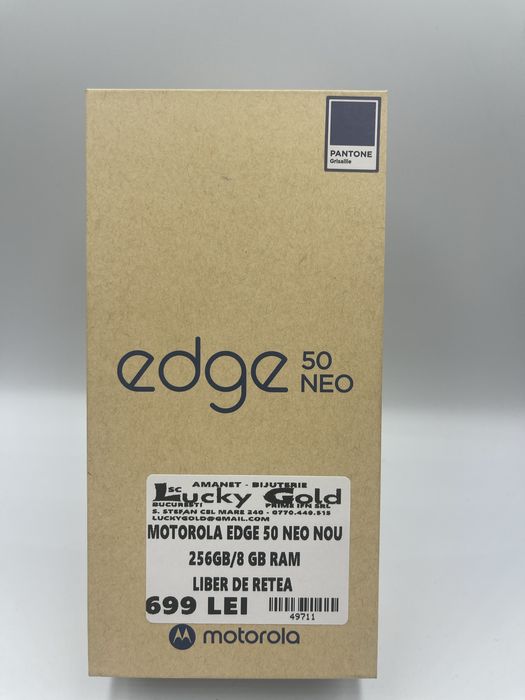 PANTONE
Grisaille
edge 50 NEO
AMANET - BIJUTERIE
SC Lucky Gold
BUCURESTI PRIME IFN SRL
S. STEFAN CEL MARE 240 - 0770.440.515
LUCKYGOLD@GMAIL.COM
MOTOROLA EDGE 50 NEO NOU
256GB/8 GB RAM
LIBER DE RETEA
699 LEI
49711
motorola